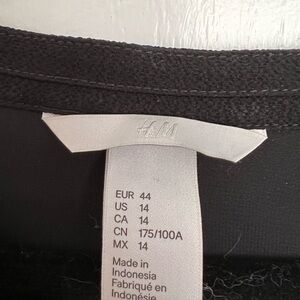 H&M
EUR 44
US 14
CA 14
CN 175/100A
MX 14
Made in
Indonesia
Fabriqué en
Indonésie